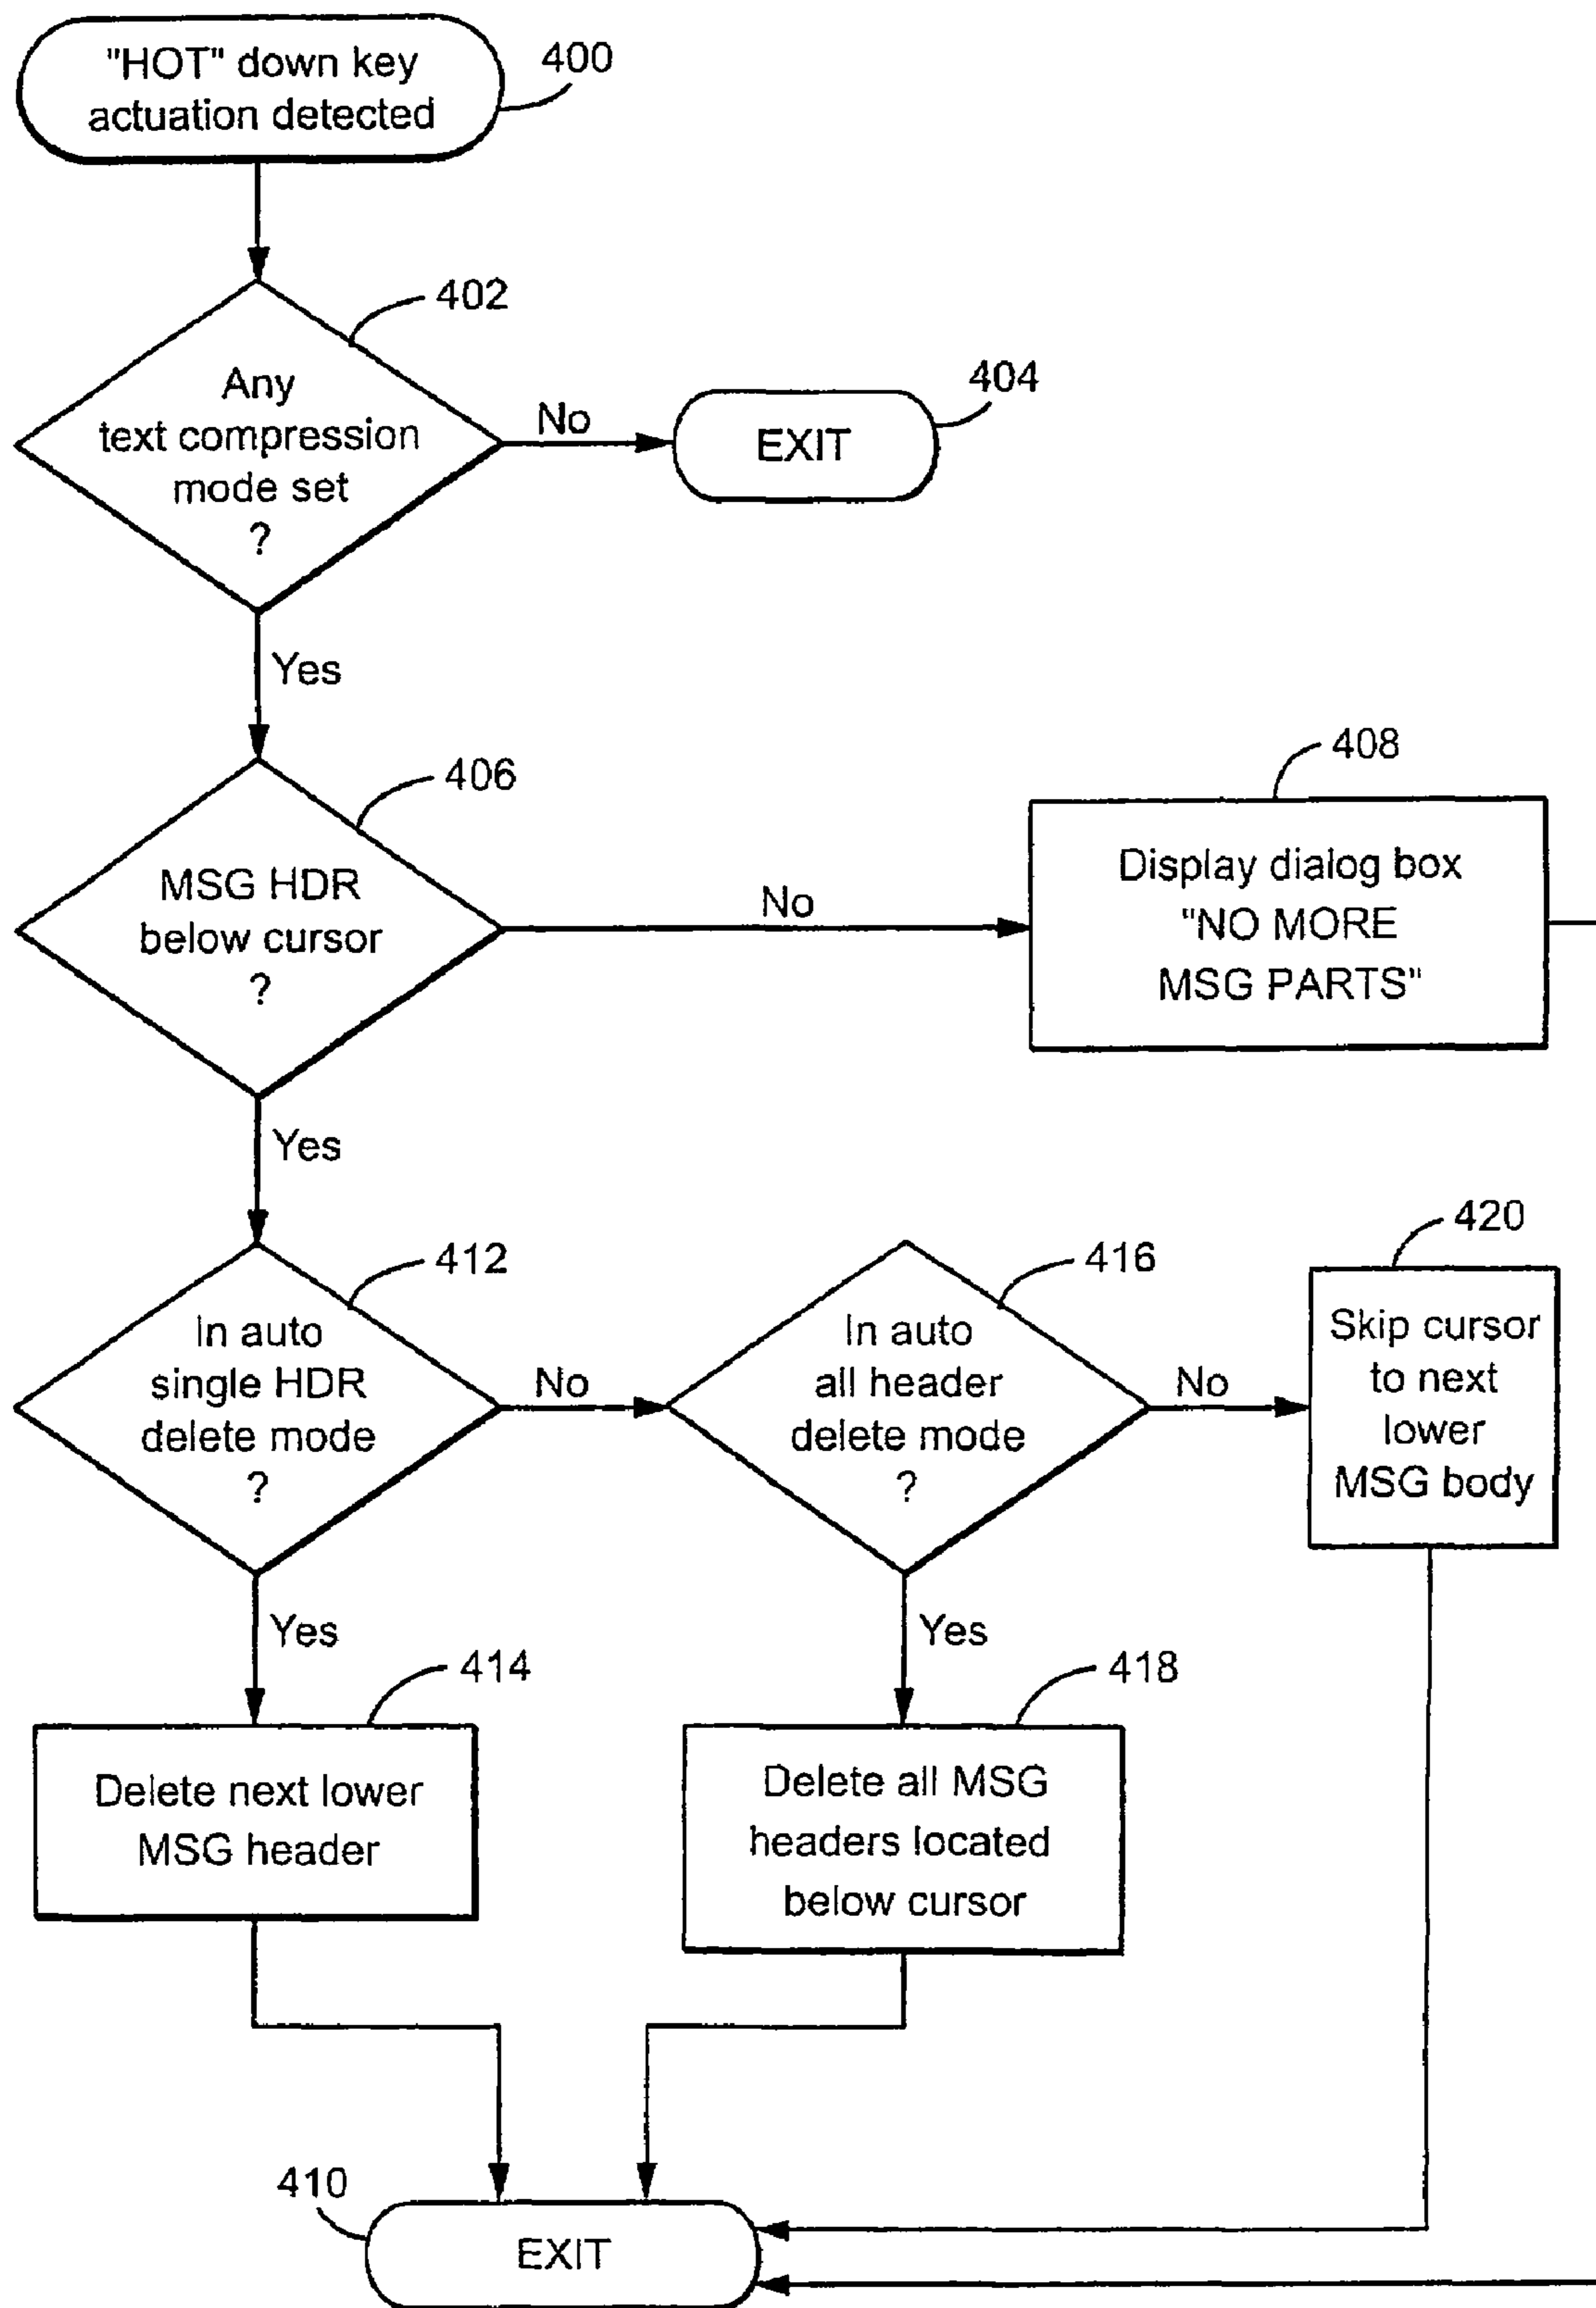 "HOT" down key
actuation detected
400
402
Any
text compression
mode set
?
No
404
EXIT
Yes
406
MSG HDR
below cursor
?
No
408
Display dialog box
"NO MORE
MSG PARTS"
Yes
412
In auto
single HDR
delete mode
?
No
416
In auto
all header
delete mode
?
No
420
Skip cursor
to next
lower
MSG body
Yes
414
Delete next lower
MSG header
Yes
418
Delete all MSG
headers located
below cursor
410
EXIT